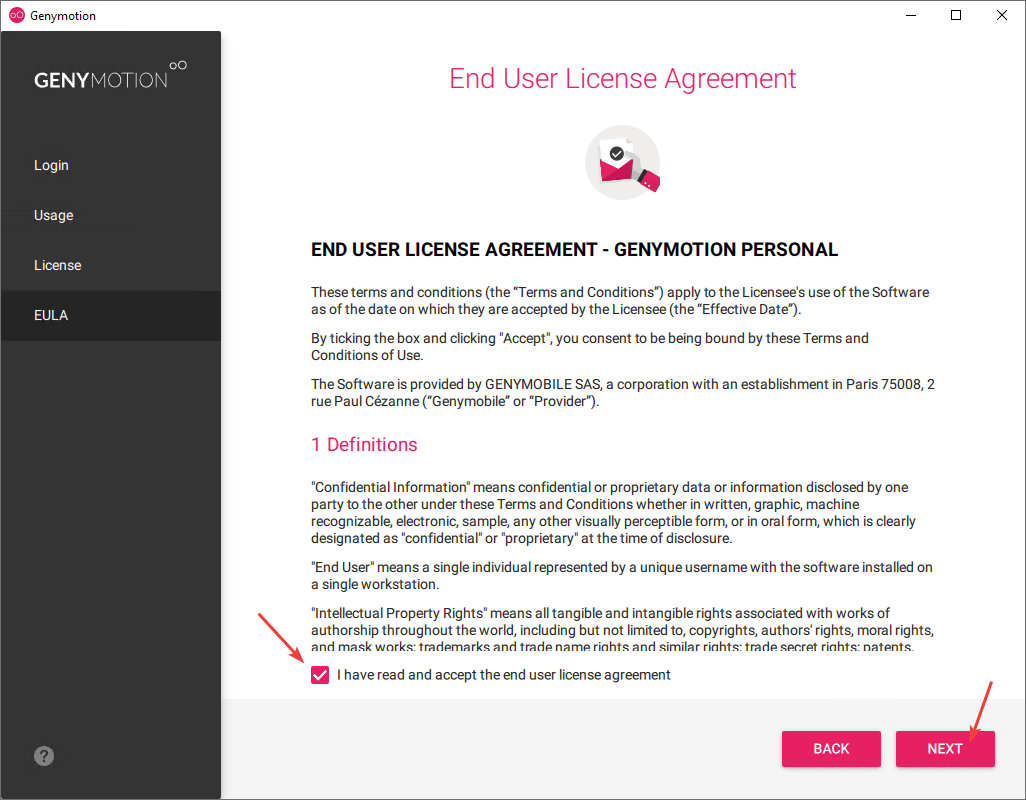 Genymotion
GENYMOTION
Login
Usage
License
EULA
?
End User License Agreement
END USER LICENSE AGREEMENT - GENYMOTION PERSONAL
These terms and conditions (the “Terms and Conditions”) apply to the Licensee's use of the Software
as of the date on which they are accepted by the Licensee (the “Effective Date”).
By ticking the box and clicking "Accept", you consent to be being bound by these Terms and
Conditions of Use.
The Software is provided by GENYMOBILE SAS, a corporation with an establishment in Paris 75008, 2
rue Paul Cézanne (“Genymobile” or “Provider”).
1 Definitions
"Confidential Information" means confidential or proprietary data or information disclosed by one
party to the other under these Terms and Conditions whether in written, graphic, machine
recognizable, electronic, sample, any other visually perceptible form, or in oral form, which is clearly
designated as "confidential" or "proprietary" at the time of disclosure.
"End User" means a single individual represented by a unique username with the software installed on
a single workstation.
"Intellectual Property Rights" means all tangible and intangible rights associated with works of
authorship throughout the world, including but not limited to, copyrights, authors' rights, moral rights,
and mask works; trademarks and trade name rights and similar rights; trade secret rights; patents,
I have read and accept the end user license agreement
BACK
NEXT